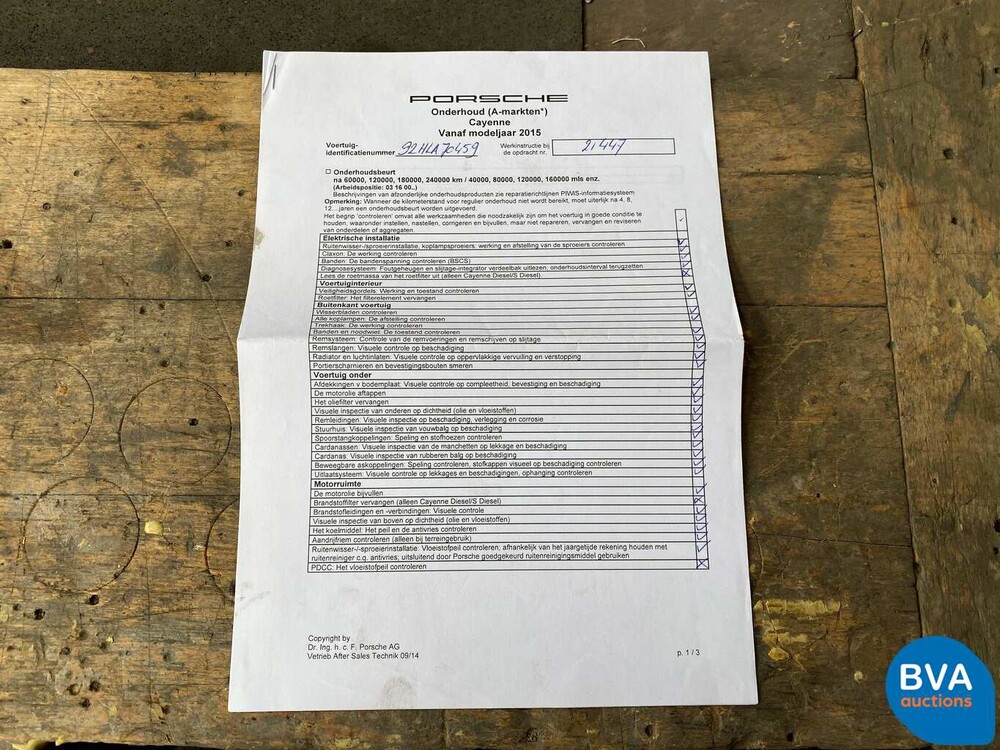 PORSCHE
Onderhoud (A-markten*)
Cayenne
Vanaf modeljaar 2015
Voertuig-
identificatienummer 92HLA70459
Werkinstructie bij
de opdracht nr. 21447
Onderhoudsbeurt
na 60000, 120000, 180000, 240000 km / 40000, 80000, 120000, 160000 mls enz.
(Arbeidspositie: 03 16 00..)
Beschrijvingen van afzonderlijke onderhoudsproducten zie reparatierichtlijnen PIWIS-informatiesysteem
Opmerking: Wanneer de kilometerstand voor regulier onderhoud niet wordt bereikt, moet uiterlijk na 4, 8,
12....jaren een onderhoudsbeurt worden uitgevoerd.
Het begrip 'controleren' omvat alle werkzaamheden die noodzakelijk zijn om het voertuig in goede conditie te
houden, waaronder instellen, nastellen, corrigeren en bijvullen, maar niet repareren, vervangen en reviseren
van onderdelen of aggregaten.
Elektrische installatie
Ruitenwisser-/sproeierinstallatie, koplampsproeiers: werking en afstelling van de sproeiers controleren
Claxon: De werking controleren
Banden: De bandenspanning controleren (BSCS)
Diagnosesysteem: Foutgeheugen en slijtage-integrator verdeelbak uitlezen; onderhoudsinterval terugzetten
Lees de roetmassa van het roetfilter uit (alleen Cayenne Diesel/S Diesel).
Voertuiginterieur
Veiligheidsgordels: Werking en toestand controleren
Roetfilter: Het filterelement vervangen
Buitenkant voertuig
Wisserbladen controleren
Alle koplampen: De afstelling controleren
Trekhaak: De werking controleren
Banden en noodwiel: De toestand controleren
Remsysteem: Controle van de remvoeringen en remschijven op slijtage
Remslangen: Visuele controle op beschadiging
Radiator en luchtinlaten: Visuele controle op oppervlakkige vervuiling en verstopping
Portierscharnieren en bevestigingsbouten smeren
Voertuig onder
Afdekkingen v bodemplaat: Visuele controle op compleetheid, bevestiging en beschadiging
De motorolie aftappen
Het oliefilter vervangen
Visuele inspectie van onderen op dichtheid (olie en vloeistoffen)
Remleidingen: Visuele inspectie op beschadiging, verlegging en corrosie
Stuurhuis: Visuele inspectie van vouwbalg op beschadiging
Spoorstangkoppelingen: Speling en stofhoezen controleren
Cardanassen: Visuele inspectie van de manchetten op lekkage en beschadiging
Cardanas: Visuele inspectie van rubberen balg op beschadiging
Beweegbare askoppelingen: Speling controleren, stofkappen visueel op beschadiging controleren
Uitlaatsysteem: Visuele controle op lekkages en beschadigingen, ophanging controleren
Motorruimte
De motorolie bijvullen
Brandstoffilter vervangen (alleen Cayenne Diesel/S Diesel)
Brandstofleidingen en -verbindingen: Visuele controle
Visuele inspectie van boven op dichtheid (olie en vloeistoffen)
Het koelmiddel: Het peil en de antivries controleren
Aandrijfriem controleren (alleen bij terreingebruik)
Ruitenwisser-/-sproeierinstallatie: Vloeistofpeil controleren; afhankelijk van het jaargetijde rekening houden met
ruitenreiniger c.q. antivries; uitsluitend door Porsche goedgekeurd ruitenreinigingsmiddel gebruiken
PDCC: Het vloeistofpeil controleren
Copyright by
Dr. Ing. h. c. F. Porsche AG
Vetrieb After Sales Technik 09/14
p. 1 / 3
BVA
auctions